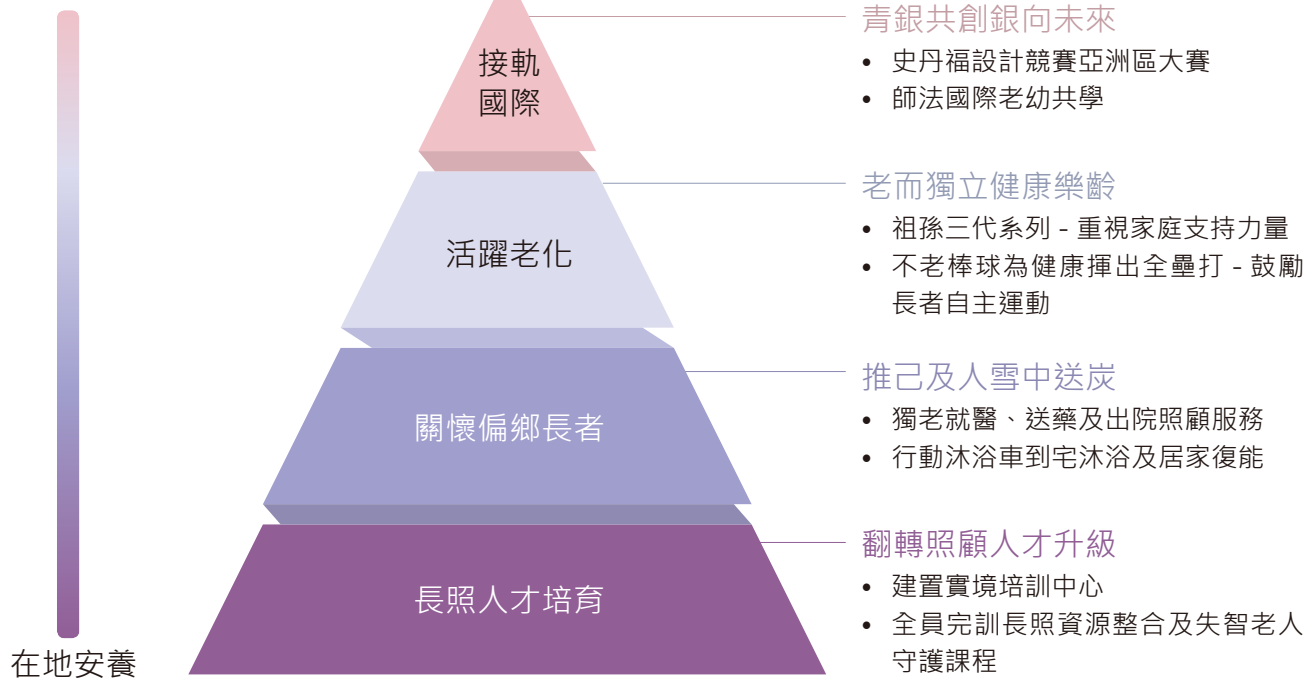 接軌
國際
青銀共創銀向未來
• 史丹福設計競賽亞洲區大賽
• 師法國際老幼共學
活躍老化
老而獨立健康樂齡
• 祖孫三代系列 - 重視家庭支持力量
• 不老棒球為健康揮出全壘打 - 鼓勵
長者自主運動
關懷偏鄉長者
推己及人雪中送炭
• 獨老就醫、送藥及出院照顧服務
• 行動沐浴車到宅沐浴及居家復能
長照人才培育
翻轉照顧人才升級
• 建置實境培訓中心
• 全員完訓長照資源整合及失智老人
守護課程
在地安養